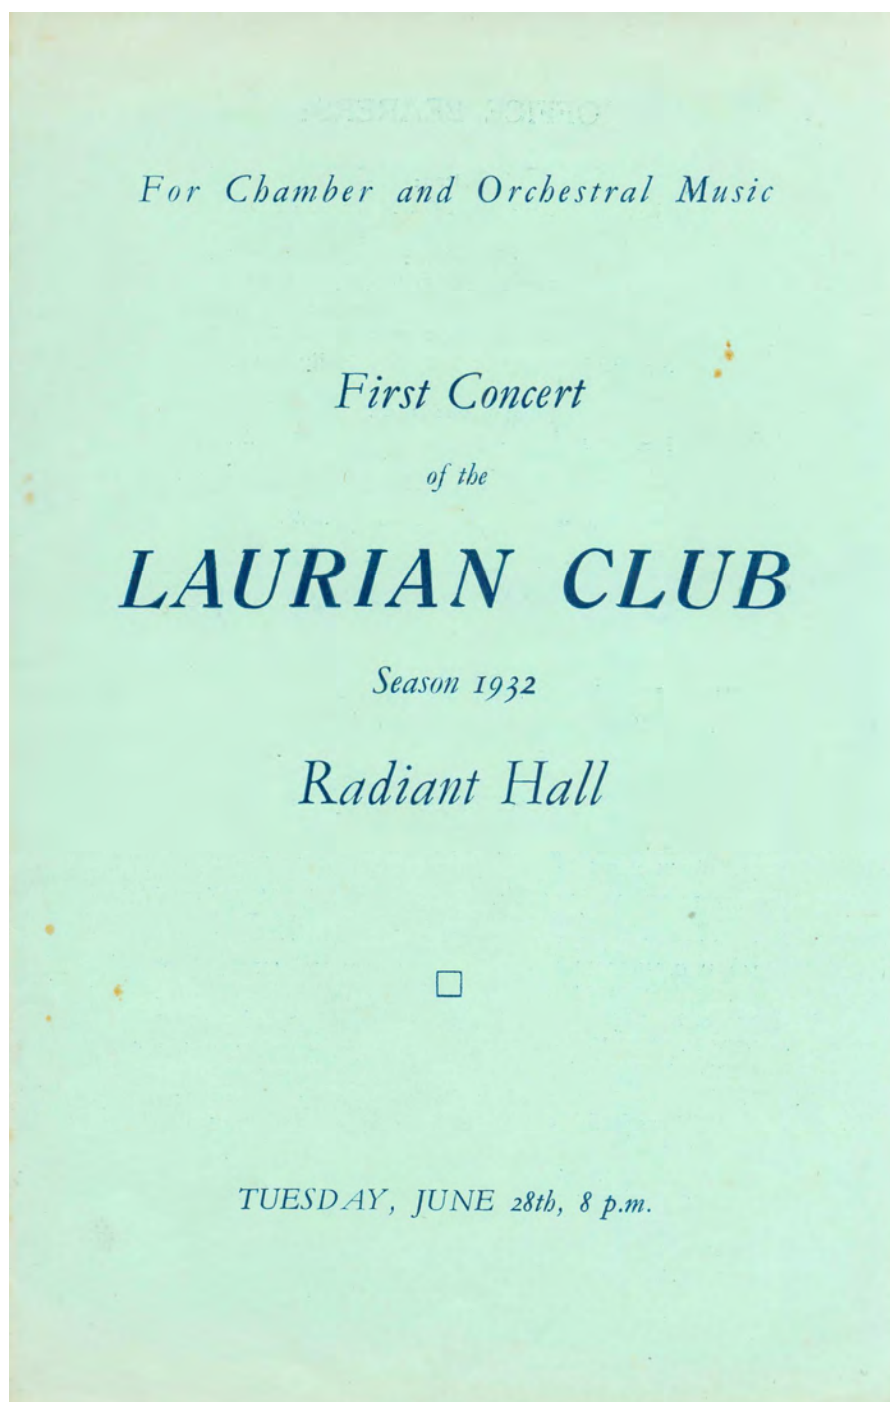 For Chamber and Orchestral Music
First Concert
of the
LAURIAN CLUB
Season 1932
Radiant Hall
TUESDAY, JUNE 28th, 8 p.m.